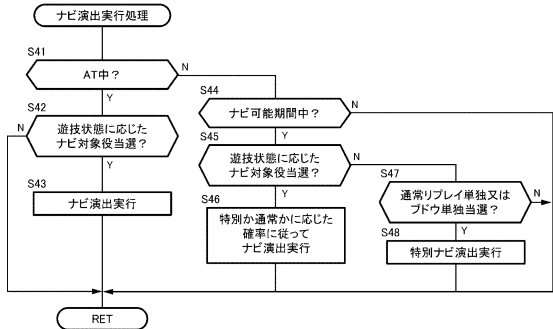 ナビ演出実行処理
S41
AT中？
N
Y
S42
N
遊技状態に応じた
ナビ対象役当選？
Y
S43
ナビ演出実行
S44
ナビ可能期間中？
N
Y
S45
遊技状態に応じた
ナビ対象役当選？
N
Y
S46
特別か通常かに応じた
確率に従って
ナビ演出実行
S47
通常リプレイ単独又は
ブドウ単独当選？
N
Y
S48
特別ナビ演出実行
RET